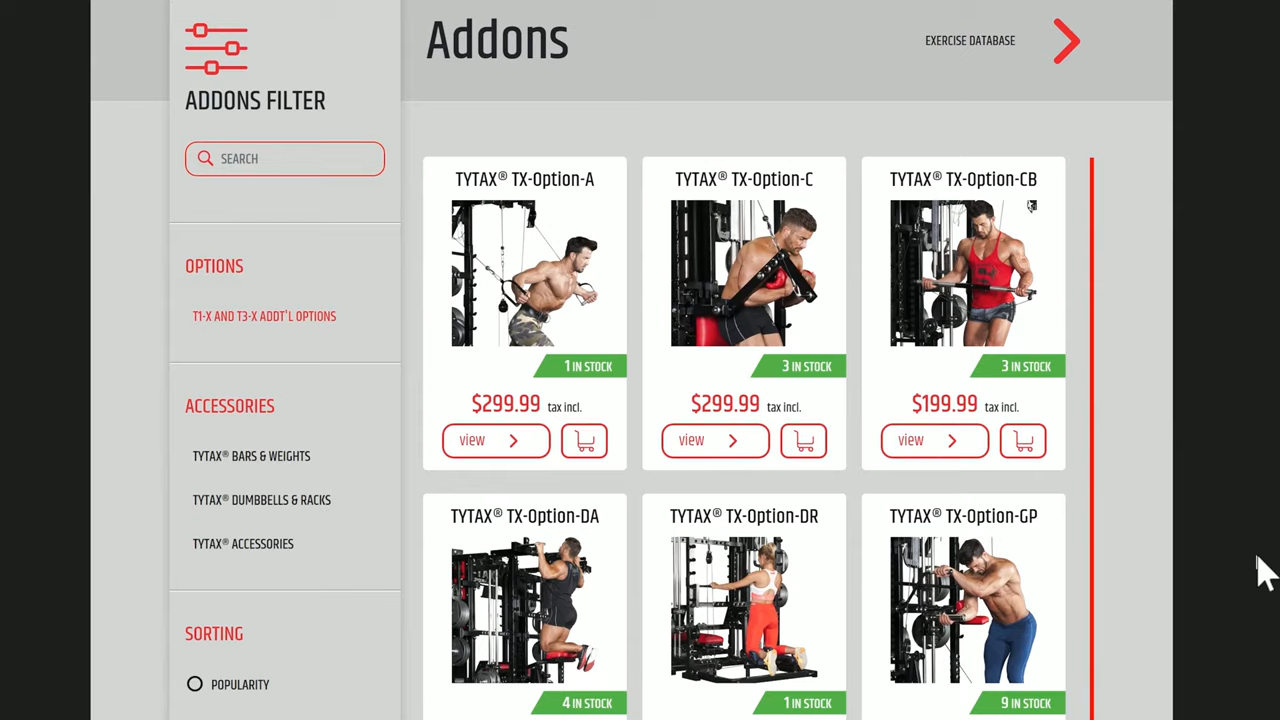 Addons
EXERCISE DATABASE
ADDONS FILTER
SEARCH
OPTIONS
T1-X AND T3-X ADDT'L OPTIONS
ACCESSORIES
TYTAX® BARS & WEIGHTS
TYTAX® DUMBBELLS & RACKS
TYTAX® ACCESSORIES
SORTING
POPULARITY
TYTAX® TX-Option-A
1 IN STOCK
$299.99 tax incl.
view
TYTAX® TX-Option-C
3 IN STOCK
$299.99 tax incl.
view
TYTAX® TX-Option-CB
3 IN STOCK
$199.99 tax incl.
view
TYTAX® TX-Option-DA
4 IN STOCK
TYTAX® TX-Option-DR
1 IN STOCK
TYTAX® TX-Option-GP
9 IN STOCK